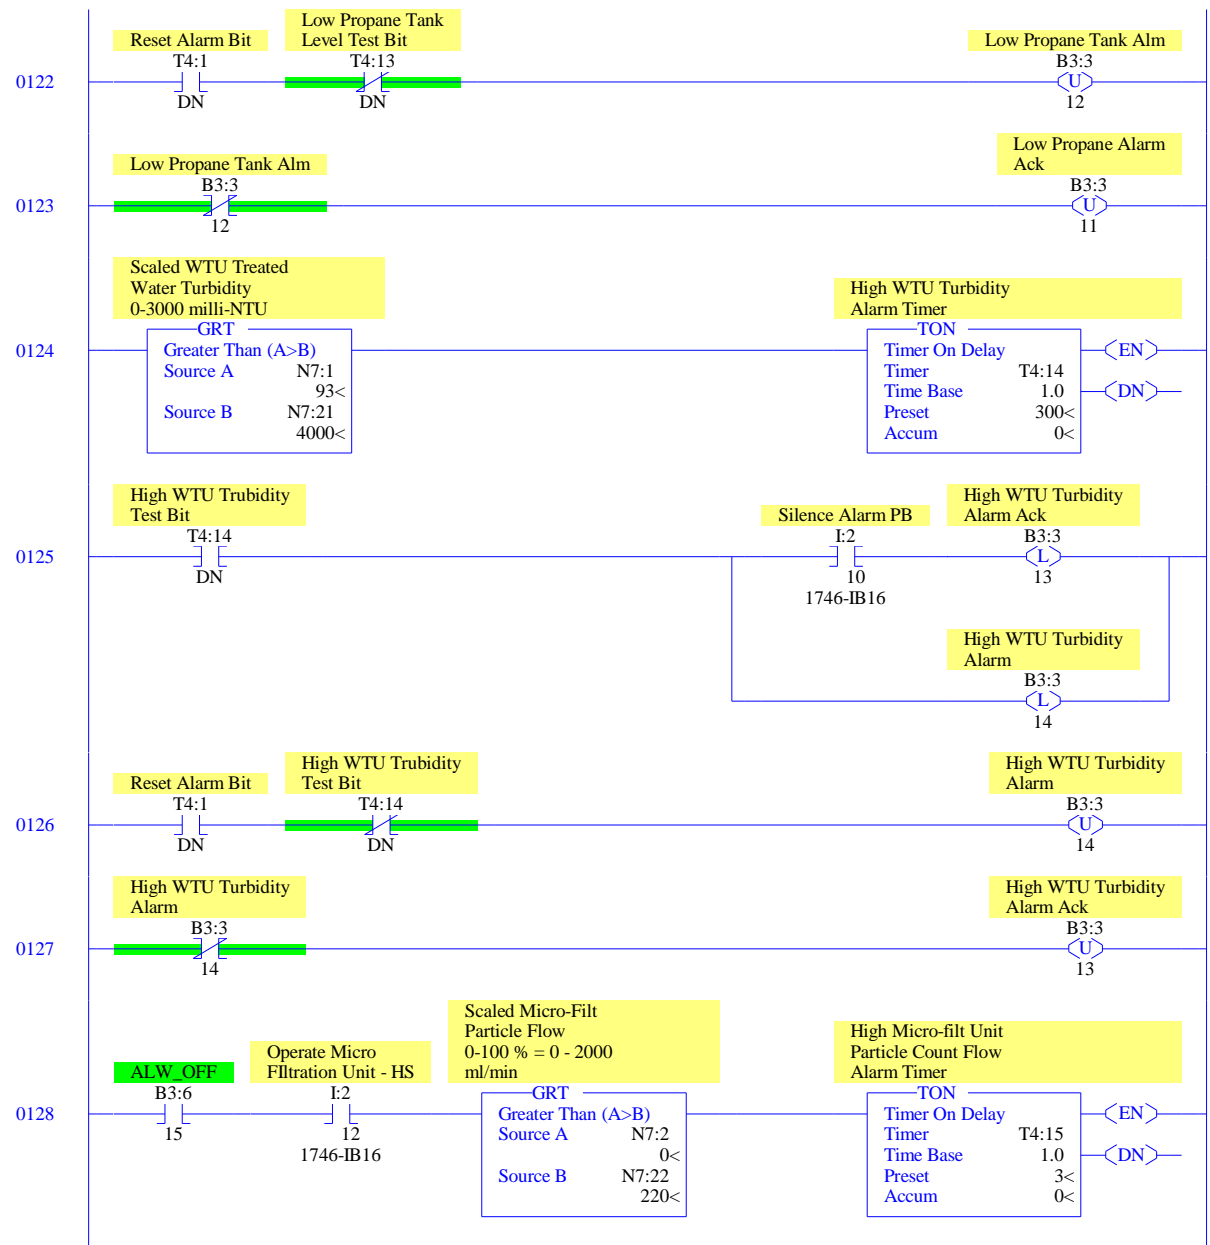 Reset Alarm Bit
Low Propane Tank
Level Test Bit
Low Propane Tank Alm
T4:1
T4:13
B3:3
0122
U
DN
DN
12
Low Propane Tank Alm
Low Propane Alarm
Ack
B3:3
B3:3
0123
U
12
11
Scaled WTU Treated
Water Turbidity
0-3000 milli-NTU
High WTU Turbidity
Alarm Timer
0124
GRT
Greater Than (A>B)
Source A N7:1
93<
Source B N7:21
4000<
TON
Timer On Delay
Timer T4:14
Time Base 1.0
Preset 300<
Accum 0<
EN
DN
High WTU Trubidity
Test Bit
Silence Alarm PB
High WTU Turbidity
Alarm Ack
T4:14
I:2
B3:3
0125
L
DN
10
13
1746-IB16
High WTU Turbidity
Alarm
B3:3
L
14
Reset Alarm Bit
High WTU Trubidity
Test Bit
High WTU Turbidity
Alarm
T4:1
T4:14
B3:3
0126
U
DN
DN
14
High WTU Turbidity
Alarm
High WTU Turbidity
Alarm Ack
B3:3
B3:3
0127
U
14
13
ALW_OFF
Operate Micro
FIltration Unit - HS
Scaled Micro-Filt
Particle Flow
0-100 % = 0 - 2000
ml/min
High Micro-filt Unit
Particle Count Flow
Alarm Timer
B3:6
I:2
0128
15
12
1746-IB16
GRT
Greater Than (A>B)
Source A N7:2
0<
Source B N7:22
220<
TON
Timer On Delay
Timer T4:15
Time Base 1.0
Preset 3<
Accum 0<
EN
DN